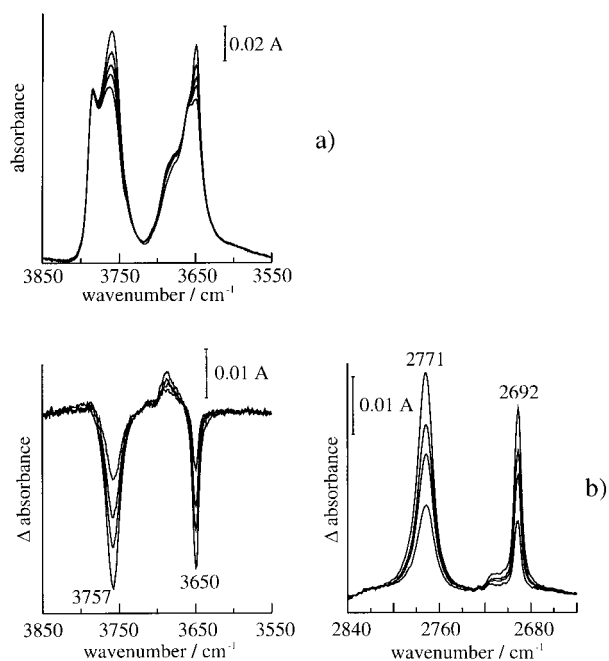 0.02 A
absorbance
a)
3850 3750 3650 3550
wavenumber / cm⁻¹
0.01 A
Δ absorbance
3757
3650
3850 3750 3650 3550
wavenumber / cm⁻¹
2771
2692
0.01 A
Δ absorbance
b)
2840 2760 2680
wavenumber / cm⁻¹